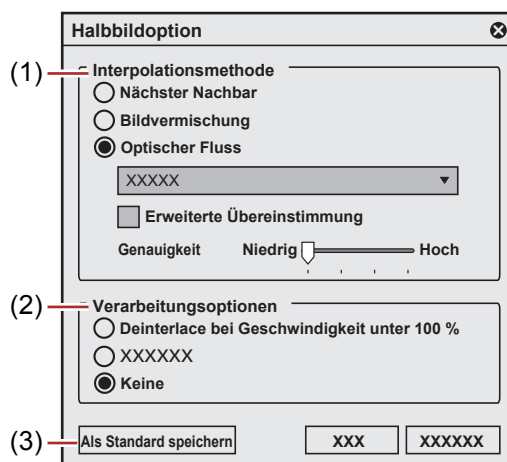 Halbbildoption
(1)
Interpolationsmethode
Nächster Nachbar
Bildvermischung
Optischer Fluss
XXXXX
Erweiterte Übereinstimmung
Genauigkeit Niedrig Hoch
(2)
Verarbeitungsoptionen
Deinterlace bei Geschwindigkeit unter 100 %
XXXXXX
Keine
(3)
Als Standard speichern XXX XXXXXX